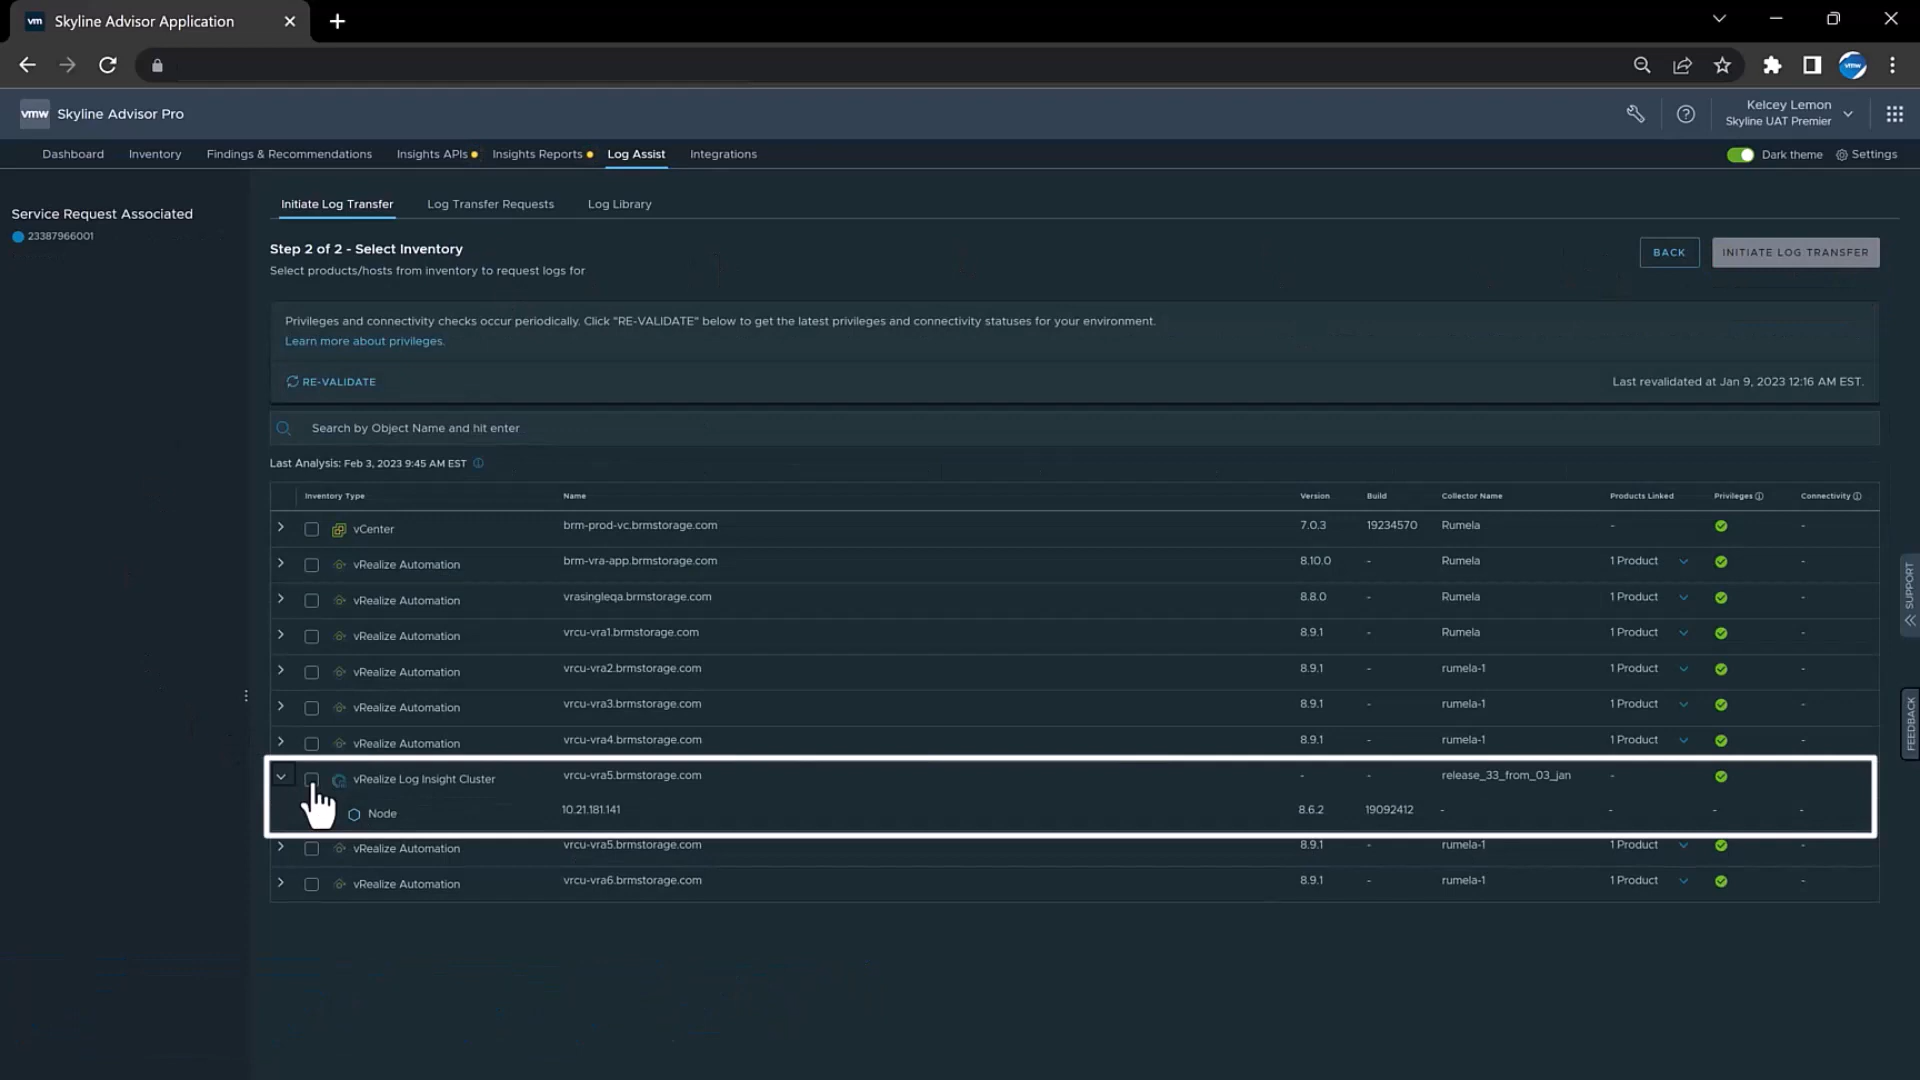 vm Skyline Advisor Application
vmw
vmw Skyline Advisor Pro
Kelcey Lemon
Skyline UAT Premier
Dashboard Inventory Findings & Recommendations Insights APIs Insights Reports Log Assist Integrations
Dark theme Settings
Service Request Associated
23387966001
Initiate Log Transfer Log Transfer Requests Log Library
Step 2 of 2 - Select Inventory
Select products/hosts from inventory to request logs for
BACK INITIATE LOG TRANSFER
Privileges and connectivity checks occur periodically. Click "RE-VALIDATE" below to get the latest privileges and connectivity statuses for your environment.
Learn more about privileges.
RE-VALIDATE Last revalidated at Jan 9, 2023 12:16 AM EST.
Search by Object Name and hit enter
Last Analysis: Feb 3, 2023 9:45 AM EST
Inventory Type Name Version Build Collector Name Products Linked Privileges Connectivity
vCenter brm-prod-vc.brmstorage.com 7.0.3 19234570 Rumela - -
vRealize Automation brm-vra-app.brmstorage.com 8.10.0 - Rumela 1 Product -
vRealize Automation vrasingleqa.brmstorage.com 8.8.0 - Rumela 1 Product -
vRealize Automation vrcu-vra1.brmstorage.com 8.9.1 - Rumela 1 Product -
vRealize Automation vrcu-vra2.brmstorage.com 8.9.1 - rumela-1 1 Product -
vRealize Automation vrcu-vra3.brmstorage.com 8.9.1 - rumela-1 1 Product -
vRealize Automation vrcu-vra4.brmstorage.com 8.9.1 - rumela-1 1 Product -
vRealize Log Insight Cluster vrcu-vra5.brmstorage.com - - release_33_from_03_jan - -
Node 10.21.181.141 8.6.2 19092412 - - - -
vRealize Automation vrcu-vra5.brmstorage.com 8.9.1 - rumela-1 1 Product -
vRealize Automation vrcu-vra6.brmstorage.com 8.9.1 - rumela-1 1 Product -
SUPPORT
FEEDBACK